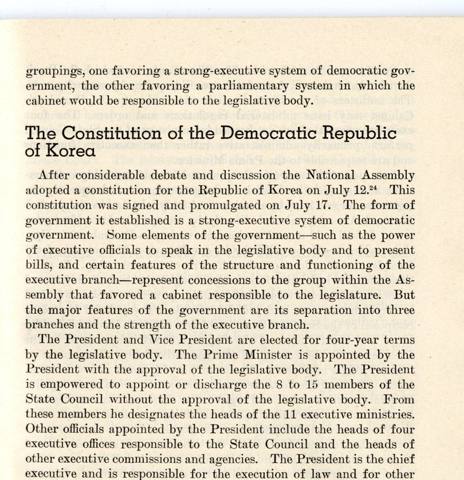 groupings, one favoring a strong-executive system of democratic gov-
ernment, the other favoring a parliamentary system in which the
cabinet would be responsible to the legislative body.
The Constitution of the Democratic Republic
of Korea
After considerable debate and discussion the National Assembly
adopted a constitution for the Republic of Korea on July 12.²⁴ This
constitution was signed and promulgated on July 17. The form of
government it established is a strong-executive system of democratic
government. Some elements of the government—such as the power
of executive officials to speak in the legislative body and to present
bills, and certain features of the structure and functioning of the
executive branch—represent concessions to the group within the As-
sembly that favored a cabinet responsible to the legislature. But
the major features of the government are its separation into three
branches and the strength of the executive branch.
The President and Vice President are elected for four-year terms
by the legislative body. The Prime Minister is appointed by the
President with the approval of the legislative body. The President
is empowered to appoint or discharge the 8 to 15 members of the
State Council without the approval of the legislative body. From
these members he designates the heads of the 11 executive ministries.
Other officials appointed by the President include the heads of four
executive offices responsible to the State Council and the heads of
other executive commissions and agencies. The President is the chief
executive and is responsible for the execution of law and for other